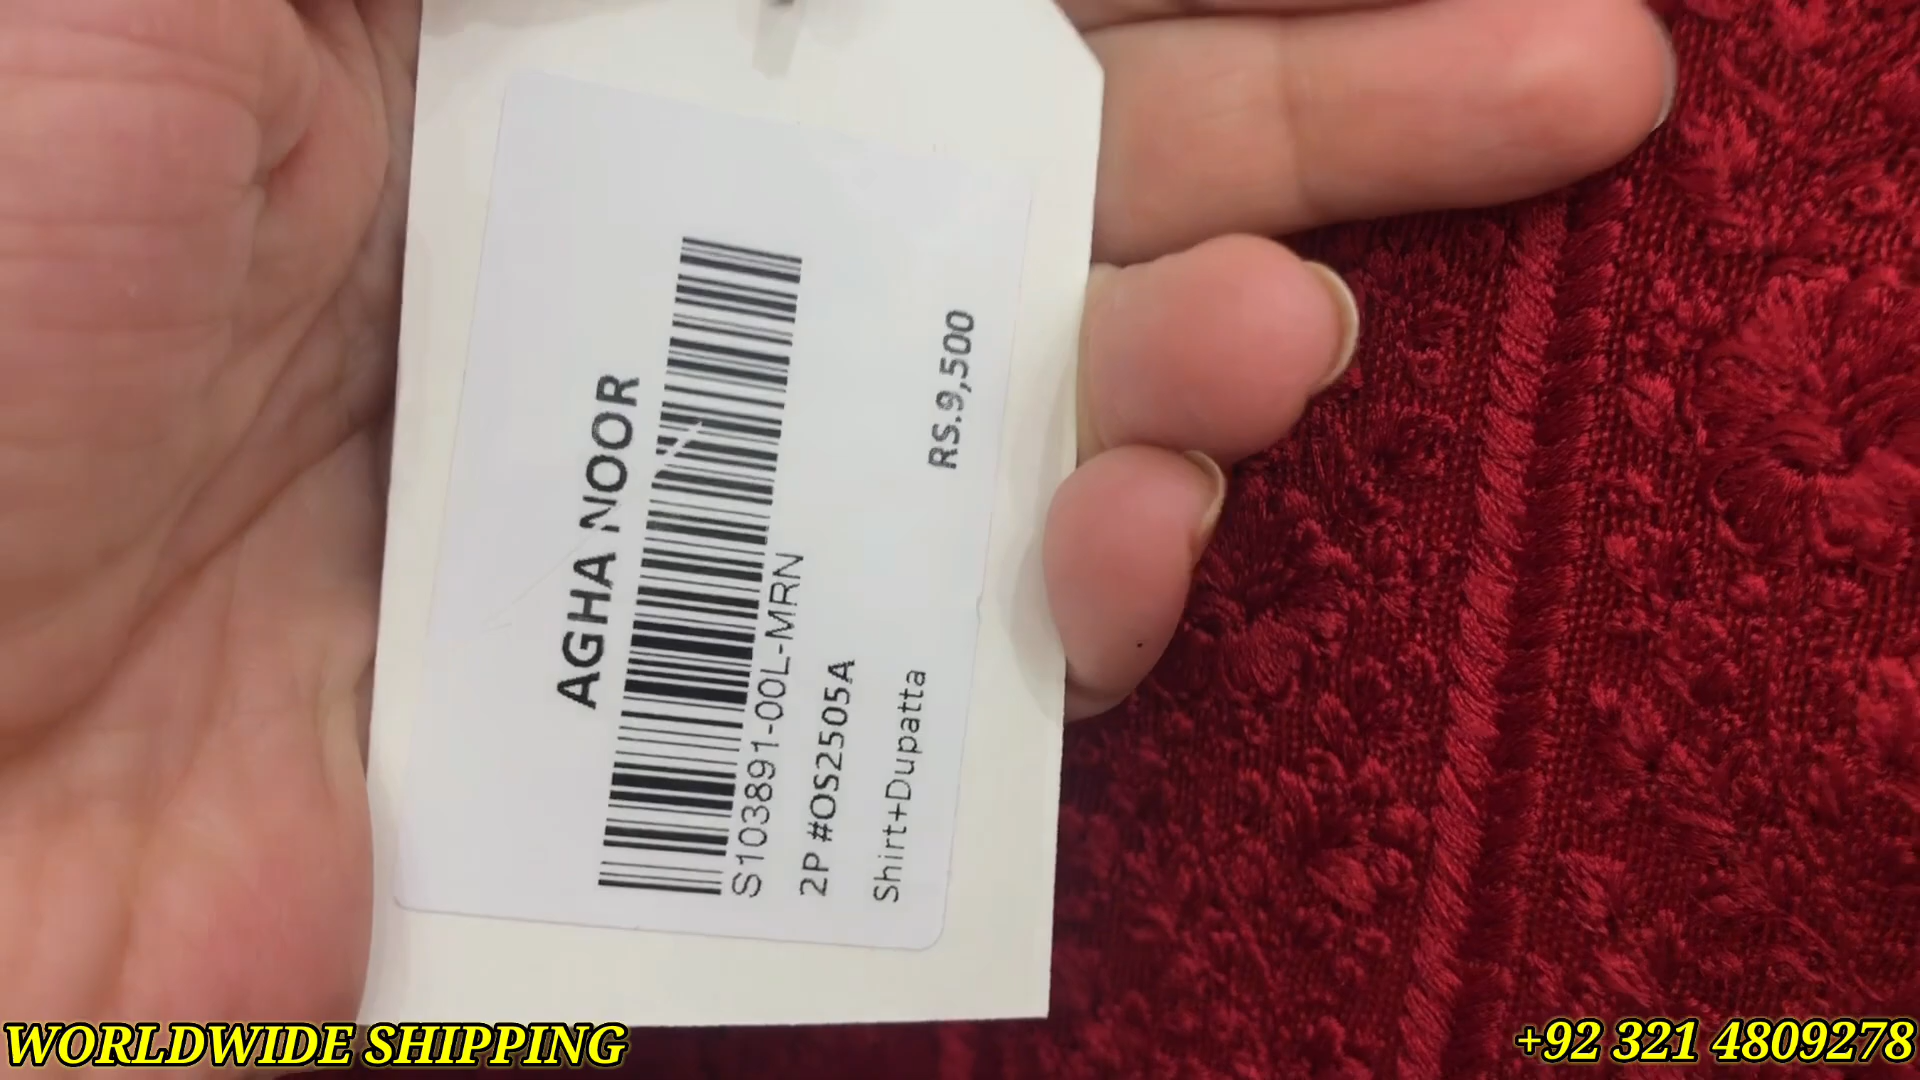 AGHA NOOR
S103891-00L-MRN
2P #OS2505A
Shirt+Dupatta
RS.9,500
WORLDWIDE SHIPPING
+92 321 4809278